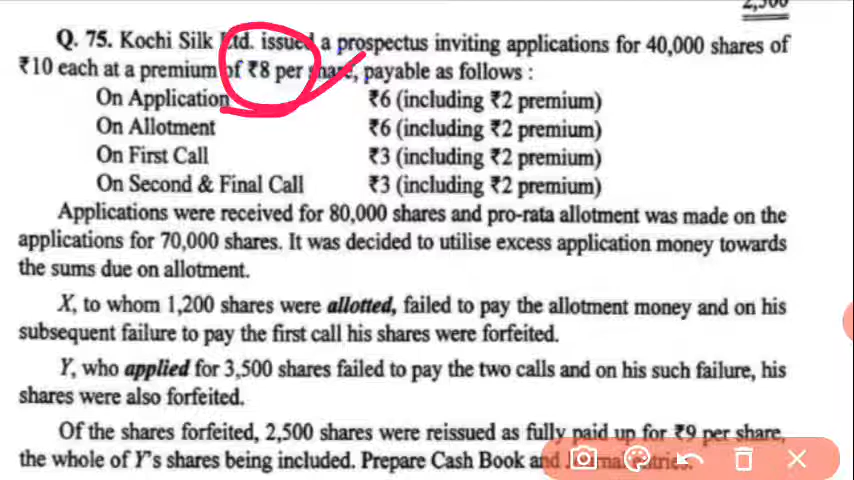 2,500
Q. 75. Kochi Silk Ltd. issued a prospectus inviting applications for 40,000 shares of
₹10 each at a premium of ₹8 per share, payable as follows :
On Application ₹6 (including ₹2 premium)
On Allotment ₹6 (including ₹2 premium)
On First Call ₹3 (including ₹2 premium)
On Second & Final Call ₹3 (including ₹2 premium)
Applications were received for 80,000 shares and pro-rata allotment was made on the
applications for 70,000 shares. It was decided to utilise excess application money towards
the sums due on allotment.
X, to whom 1,200 shares were allotted, failed to pay the allotment money and on his
subsequent failure to pay the first call his shares were forfeited.
Y, who applied for 3,500 shares failed to pay the two calls and on his such failure, his
shares were also forfeited.
Of the shares forfeited, 2,500 shares were reissued as fully paid up for ₹9 per share,
the whole of Y's shares being included. Prepare Cash Book and Journal entries.